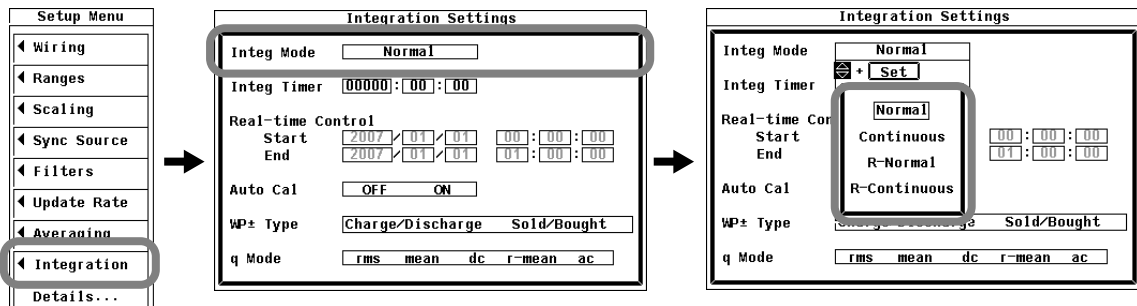 Setup Menu
Wiring
Ranges
Scaling
Sync Source
Filters
Update Rate
Averaging
Integration
Details...
Integration Settings
Integ Mode Normal
Integ Timer 00000 : 00 : 00
Real-time Control
Start 2007 / 01 / 01 00 : 00 : 00
End 2007 / 01 / 01 01 : 00 : 00
Auto Cal OFF ON
WP± Type Charge/Discharge Sold/Bought
q Mode rms mean dc r-mean ac
Integration Settings
Integ Mode Normal
+ Set
Integ Timer
Normal
Real-time Con
Start Continuous 00 : 00 : 00
End 01 : 00 : 00
R-Normal
Auto Cal R-Continuous
WP± Type Charge/Discharge Sold/Bought
q Mode rms mean dc r-mean ac